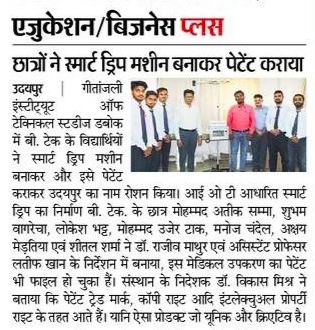 एजुकेशन/बिजनेस प्लस
छात्रों ने स्मार्ट ड्रिप मशीन बनाकर पेटेंट कराया
उदयपुर | गीतांजली
इंस्टीट्यूट ऑफ
टेक्निकल स्टडीज डबोक
में बी. टेक के विद्यार्थियों
ने स्मार्ट ड्रिप मशीन
बनाकर और इसे पेटेंट
कराकर उदयपुर का नाम रोशन किया। आई ओ टी आधारित स्मार्ट
ड्रिप का निर्माण बी. टेक. के छात्र मोहम्मद अतीक सम्मा, शुभम
वागरेचा, लोकेश भट्ट, मोहम्मद उजेर टाक, मनोज चंदेल, अक्षय
मेड़तिया एवं शीतल शर्मा ने डॉ. राजीव माथुर एवं असिस्टेंट प्रोफेसर
लतीफ खान के निर्देशन में बनाया, इस मेडिकल उपकरण का पेटेंट
भी फाइल हो चुका हैं। संस्थान के निदेशक डॉ. विकास मिश्र ने
बताया कि पेटेंट ट्रेड मार्क, कॉपी राइट आदि इंटेलक्चुअल प्रोपर्टी
राइट के तहत आते हैं। यानि ऐसा प्रोडक्ट जो यूनिक और क्रिएटिव है।